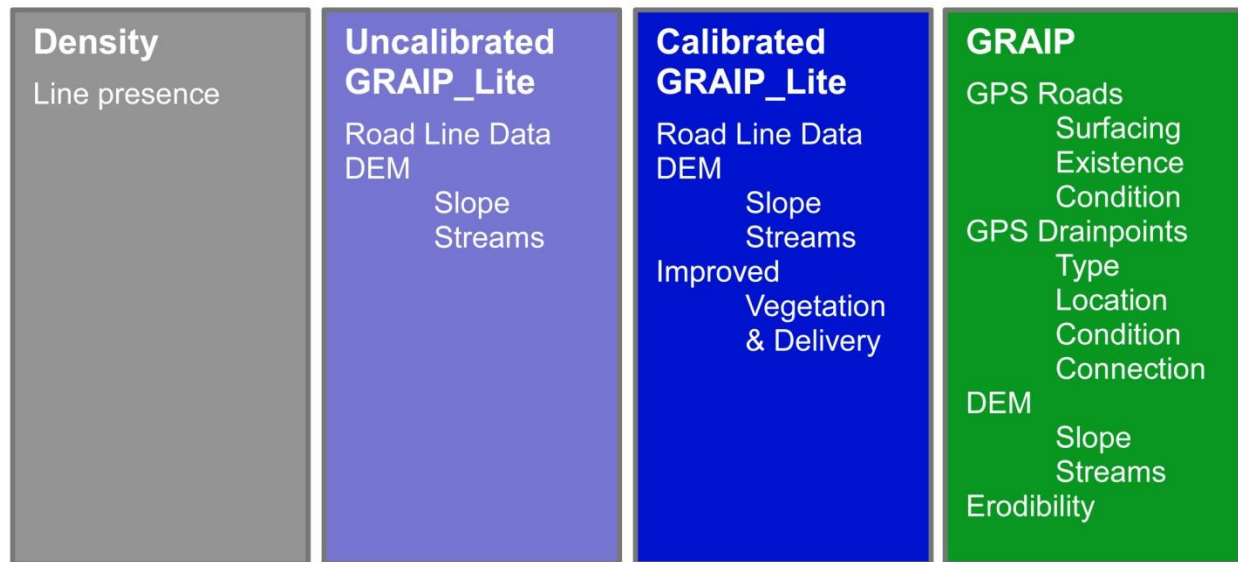 Density
Line presence
Uncalibrated
GRAIP_Lite
Road Line Data
DEM
Slope
Streams
Calibrated
GRAIP_Lite
Road Line Data
DEM
Slope
Streams
Improved
Vegetation
& Delivery
GRAIP
GPS Roads
Surfacing
Existence
Condition
GPS Drainpoints
Type
Location
Condition
Connection
DEM
Slope
Streams
Erodibility